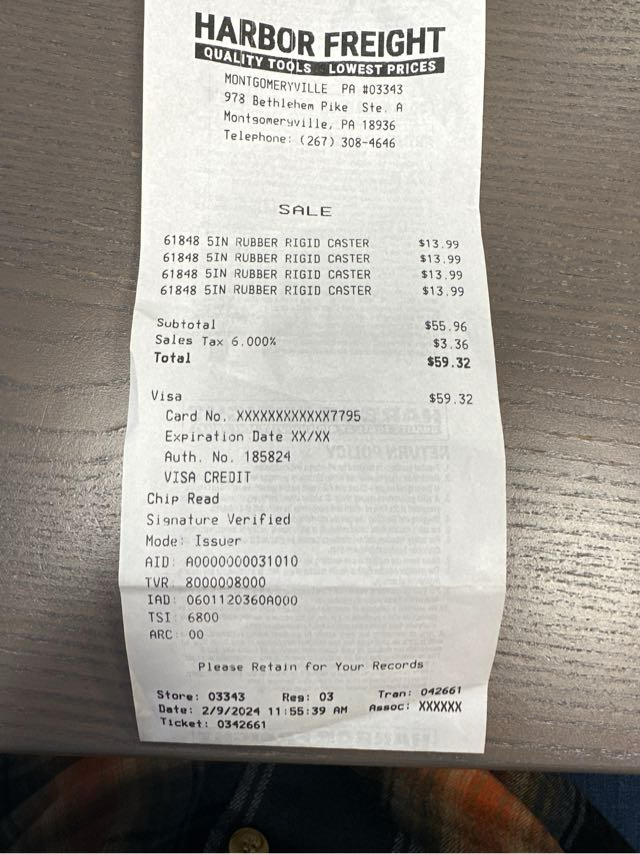 HARBOR FREIGHT
QUALITY TOOLS LOWEST PRICES
MONTGOMERYVILLE PA #03343
978 Bethlehem Pike Ste. A
Montgomeryville, PA 18936
Telephone: (267) 308-4646
SALE
61848 5IN RUBBER RIGID CASTER $13.99
61848 5IN RUBBER RIGID CASTER $13.99
61848 5IN RUBBER RIGID CASTER $13.99
61848 5IN RUBBER RIGID CASTER $13.99
Subtotal $55.96
Sales Tax 6.000% $3.36
Total $59.32
Visa $59.32
Card No. XXXXXXXXXXXX7795
Expiration Date XX/XX
Auth. No. 185824
VISA CREDIT
Chip Read
Signature Verified
Mode: Issuer
AID: A0000000031010
TVR: 8000008000
IAD: 0601120360A000
TSI: 6800
ARC: 00
Please Retain for Your Records
Store: 03343 Reg: 03 Tran: 042661
Date: 2/9/2024 11:55:39 AM Assoc: XXXXXX
Ticket: 0342661
RETURN POLICY